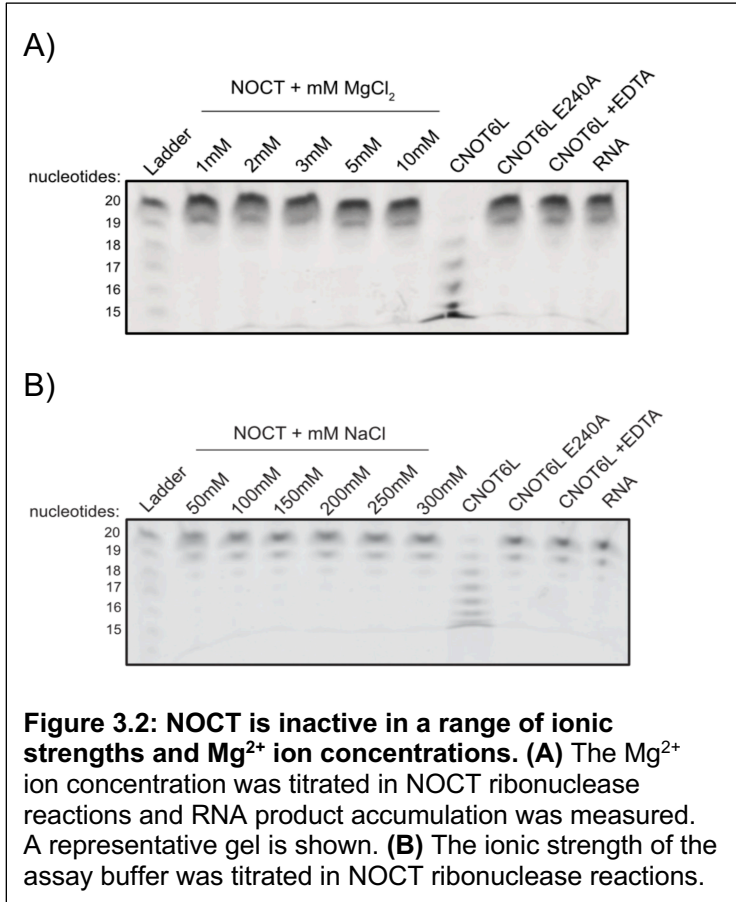 A)
NOCT + mM MgCl₂
Ladder
1mM
2mM
3mM
5mM
10mM
CNOT6L
CNOT6L E240A
CNOT6L +EDTA
RNA
nucleotides:
20
19
18
17
16
15
B)
NOCT + mM NaCl
Ladder
50mM
100mM
150mM
200mM
250mM
300mM
CNOT6L
CNOT6L E240A
CNOT6L +EDTA
RNA
nucleotides:
20
19
18
17
16
15
Figure 3.2: NOCT is inactive in a range of ionic
strengths and Mg²⁺ ion concentrations. (A) The Mg²⁺
ion concentration was titrated in NOCT ribonuclease
reactions and RNA product accumulation was measured.
A representative gel is shown. (B) The ionic strength of the
assay buffer was titrated in NOCT ribonuclease reactions.